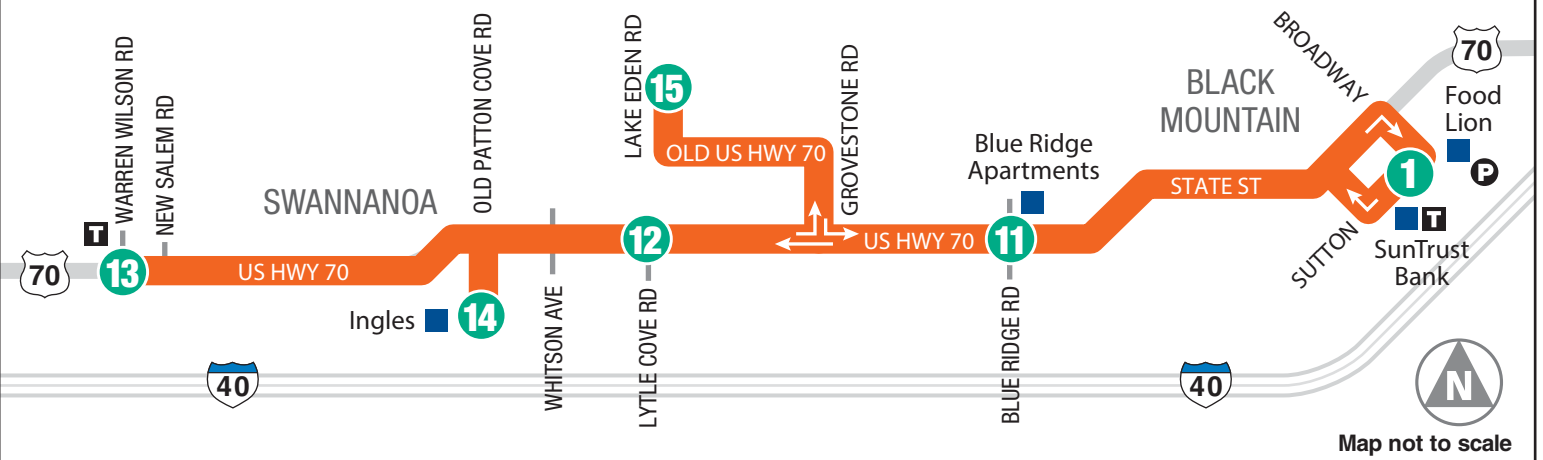 WARREN WILSON RD
NEW SALEM RD
OLD PATTON COVE RD
LAKE EDEN RD
GROVESTONE RD
BROADWAY
70
BLACK
MOUNTAIN
Food
Lion
15
OLD US HWY 70
Blue Ridge
Apartments
P
1
STATE ST
SWANNANOA
T
12
US HWY 70
11
T
SUTTON
SunTrust
Bank
70
13
US HWY 70
Ingles
14
WHITSON AVE
LYTLE COVE RD
BLUE RIDGE RD
40
40
N
Map not to scale